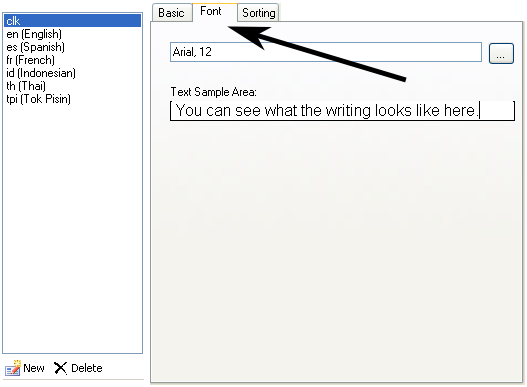 clk
en (English)
es (Spanish)
fr (French)
id (Indonesian)
th (Thai)
tpi (Tok Pisin)
New Delete
Basic Font Sorting
Arial, 12
...
Text Sample Area:
You can see what the writing looks like here.